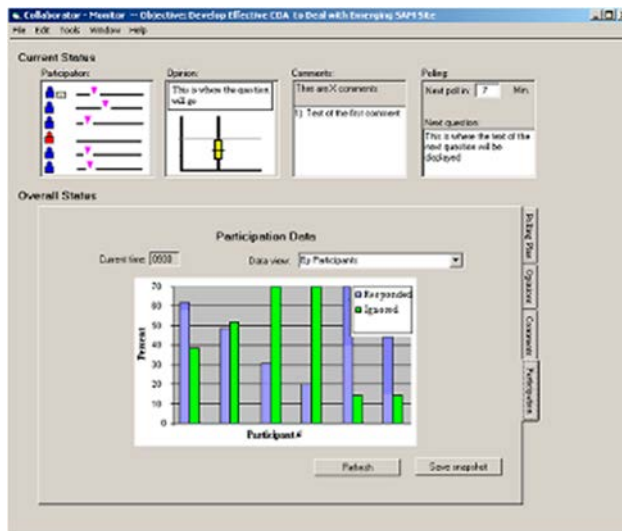 Collaborator - Monitor -- Objective: Develop Effective COA to Deal with Emerging SAM Site
File Edit Tools Window Help
Current Status
Participation:
Opinion:
This is where the question
will go
Comments:
There are X comments
1) Text of the first comment
Polling:
Next poll in: 7 Min.
Next question:
This is where the text of the
next question will be
displayed
Overall Status
Participation Data
Current time: 0900
Data view: By Participants
70
60
50
40
30
20
10
0
Percent
Participant#
Responded
Ignored
Refresh
Save snapshot
Polling Plan
Opinions
Comments
Participation